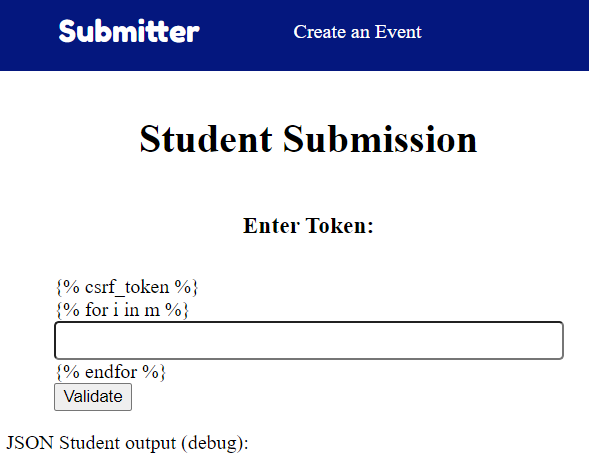 Submitter
Create an Event
Student Submission
Enter Token:
{% csrf_token %}
{% for i in m %}
{% endfor %}
Validate
JSON Student output (debug):